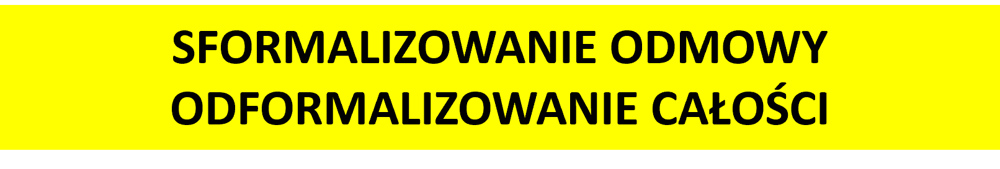 SFORMALIZOWANIE ODMOWY
ODFORMALIZOWANIE CAŁOŚCI